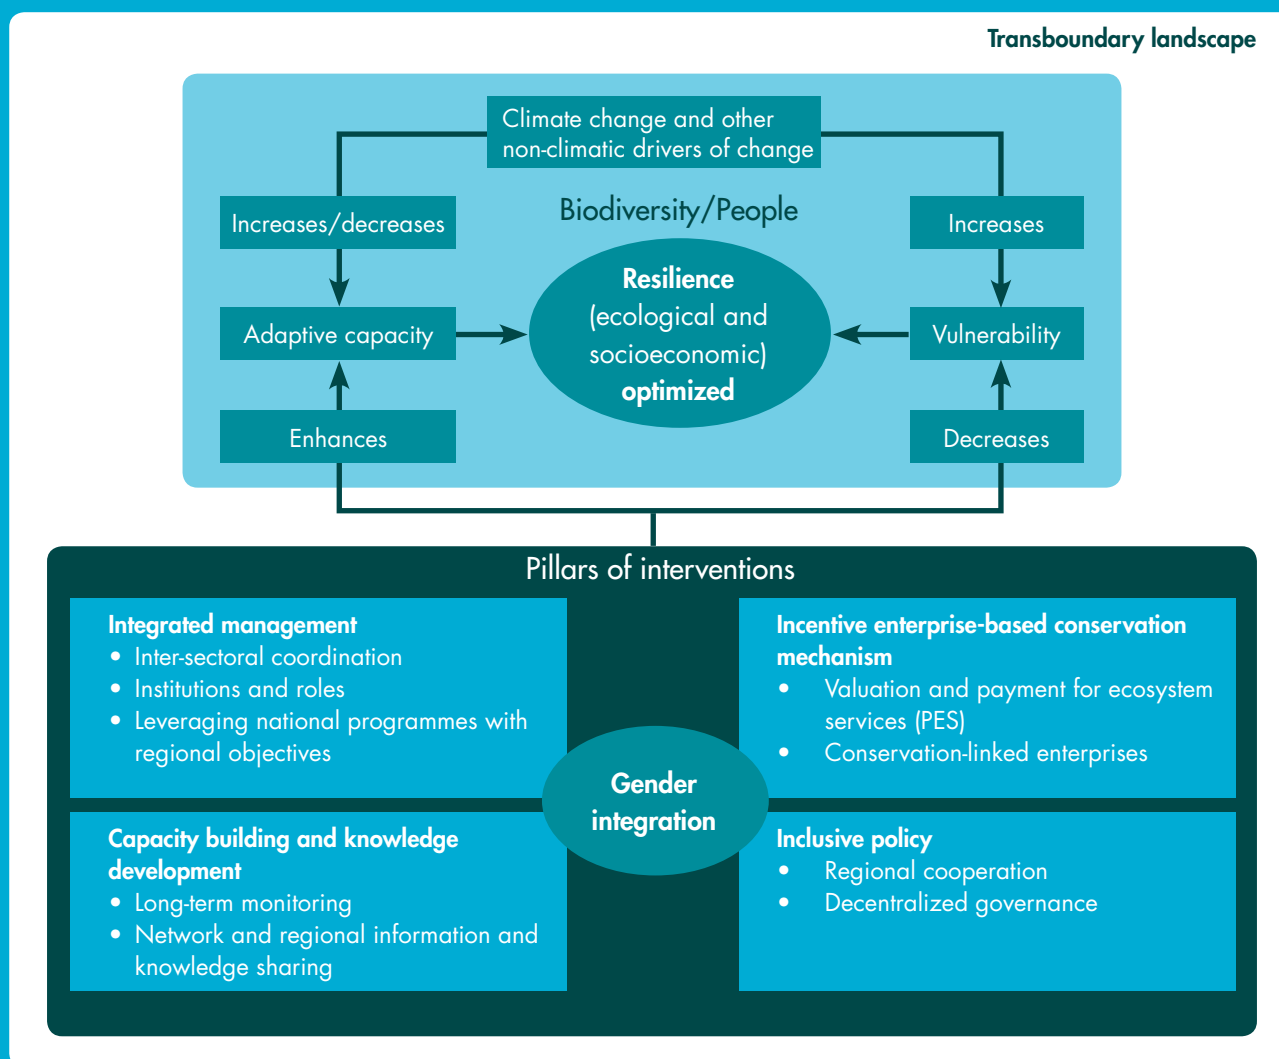 Transboundary landscape
Climate change and other
non-climatic drivers of change
Biodiversity/People
Increases/decreases
Increases
Resilience
(ecological and
socioeconomic)
optimized
Adaptive capacity
Vulnerability
Enhances
Decreases
Pillars of interventions
Integrated management
• Inter-sectoral coordination
• Institutions and roles
• Leveraging national programmes with
regional objectives
Incentive enterprise-based conservation
mechanism
• Valuation and payment for ecosystem
services (PES)
• Conservation-linked enterprises
Gender
integration
Capacity building and knowledge
development
• Long-term monitoring
• Network and regional information and
knowledge sharing
Inclusive policy
• Regional cooperation
• Decentralized governance